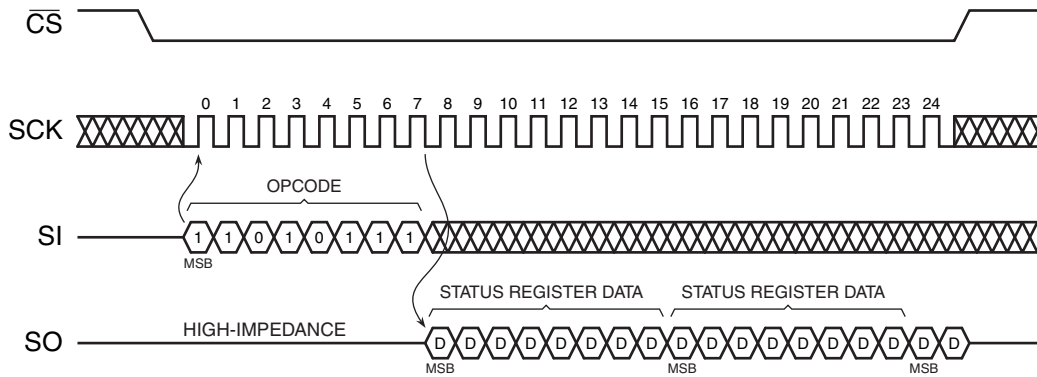 CS
0 1 2 3 4 5 6 7 8 9 10 11 12 13 14 15 16 17 18 19 20 21 22 23 24
SCK
OPCODE
SI
1 1 0 1 0 1 1 1
MSB
STATUS REGISTER DATA STATUS REGISTER DATA
HIGH-IMPEDANCE
SO
D D D D D D D D D D D D D D D D D D
MSB MSB MSB